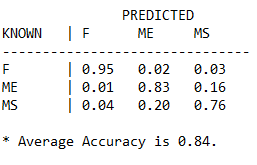 PREDICTED
KNOWN | F ME MS
-------------------------------
F | 0.95 0.02 0.03
ME | 0.01 0.83 0.16
MS | 0.04 0.20 0.76
* Average Accuracy is 0.84.